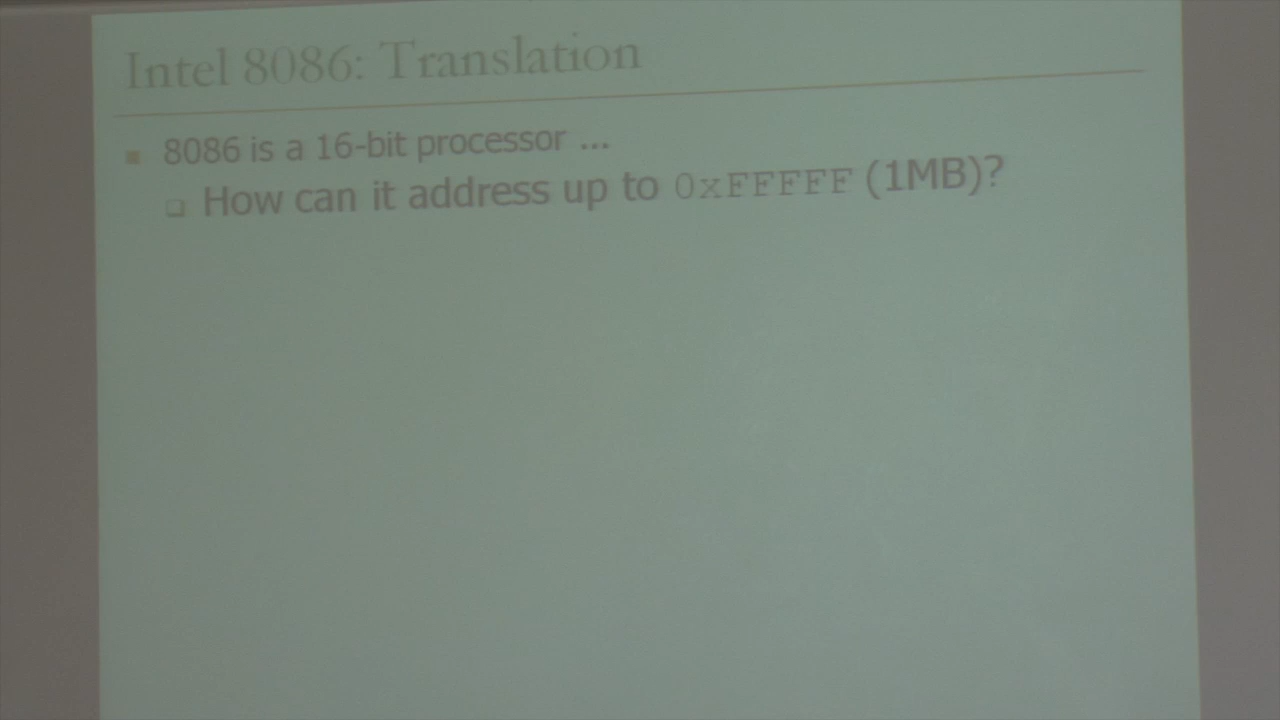 Intel 8086: Translation
8086 is a 16-bit processor ...
How can it address up to 0xFFFFF (1MB)?